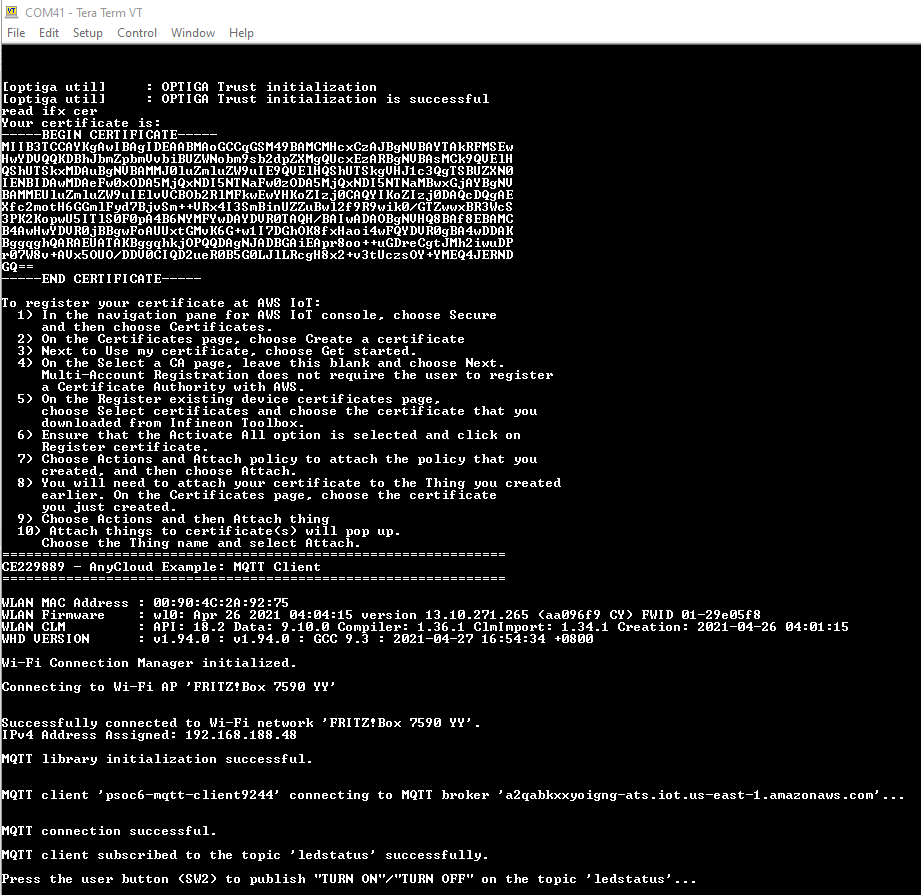 COM41 - Tera Term VT
File Edit Setup Control Window Help
[optiga util]     : OPTIGA Trust initialization
[optiga util]     : OPTIGA Trust initialization is successful
read ifx cer
Your certificate is:
-----BEGIN CERTIFICATE-----
MIIB3TCCAYKgAwIBAgIDEAABMAoGCCqGSM49BAMCMHcxCzAJBgNVBAYTAkRFMSEw
HwYDVQQKDBhJbmZpbmVvbiBUZWNobm9sb2dpZXMgQUcxEzARBgNVBAsMCk9QVElH
QShUTSkxMDAuBgNVBAMMJ0luZmluZW9uIE9QVElHQShUTSkgVHJ1c3QgTSBUZXN0
IENBIDAwMDAeFw0xODA5MjQxNDI5NTNaFw0zODA5MjQxNDI5NTNaMBwxGjAYBgNV
BAMMEUluZmluZW9uIElvVCBOb2RlMFkwEwYHKoZIzj0CAQYIKoZIzj0DAQcDQgAE
Xfc2motH6GGmlFyd7BjvSm++VRx4I3SmBinUZZuBwl2f9R9wilk0/GTZwwxBR3WcS
3PK2KopwU5ITlS0F0pA4B6NYMFYwDAYDVR0TAQH/BAIwADAOBgNVHQ8BAf8EBAMC
B4AwHwYDVR0jBBgwFoAUUxtGMvK6G+w1I7DGhOK8fxHaoi4wFQYDVR0gBA4wDDAK
BggqghQARAEUATAKBggqhkjOPQQDAgNJADBGAiEApr8oo++uGDreCgtJMh2iwuDP
r07W8v+AVx5OUO/DDV0CIQD2ueR0B5G0LJlLRcgH8x2+v3tUczsOY+YMEQ4JERND
GQ==
-----END CERTIFICATE-----
To register your certificate at AWS IoT:
1) In the navigation pane for AWS IoT console, choose Secure
and then choose Certificates.
2) On the Certificates page, choose Create a certificate
3) Next to Use my certificate, choose Get started.
4) On the Select a CA page, leave this blank and choose Next.
Multi-Account Registration does not require the user to register
a Certificate Authority with AWS.
5) On the Register existing device certificates page,
choose Select certificates and choose the certificate that you
downloaded from Infineon Toolbox.
6) Ensure that the Activate All option is selected and click on
Register certificate.
7) Choose Actions and Attach policy to attach the policy that you
created, and then choose Attach.
8) You will need to attach your certificate to the Thing you created
earlier. On the Certificates page, choose the certificate
you just created.
9) Choose Actions and then Attach thing
10) Attach things to certificate(s) will pop up.
Choose the Thing name and select Attach.
===============================================================
CE229889 - AnyCloud Example: MQTT Client
===============================================================
WLAN MAC Address : 00:90:4C:2A:92:75
WLAN Firmware    : wl0: Apr 26 2021 04:04:15 version 13.10.271.265 (aa096f9 CY) FWID 01-29e05f8
WLAN CLM         : API: 18.2 Data: 9.10.0 Compiler: 1.36.1 ClmImport: 1.34.1 Creation: 2021-04-26 04:01:15
WHD VERSION      : v1.94.0 : v1.94.0 : GCC 9.3 : 2021-04-27 16:54:34 +0800
Wi-Fi Connection Manager initialized.
Connecting to Wi-Fi AP 'FRITZ!Box 7590 YY'
Successfully connected to Wi-Fi network 'FRITZ!Box 7590 YY'.
IPv4 Address Assigned: 192.168.188.48
MQTT library initialization successful.
MQTT client 'psoc6-mqtt-client9244' connecting to MQTT broker 'a2qabkxxyoigng-ats.iot.us-east-1.amazonaws.com'...
MQTT connection successful.
MQTT client subscribed to the topic 'ledstatus' successfully.
Press the user button (SW2) to publish "TURN ON"/"TURN OFF" on the topic 'ledstatus'...